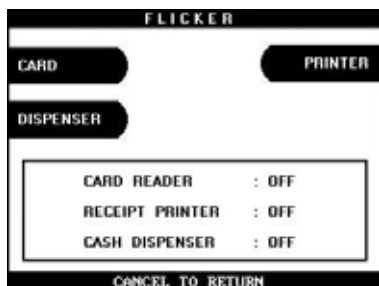 FLICKER
CARD
PRINTER
DISPENSER
CARD READER : OFF
RECEIPT PRINTER : OFF
CASH DISPENSER : OFF
CANCEL TO RETURN